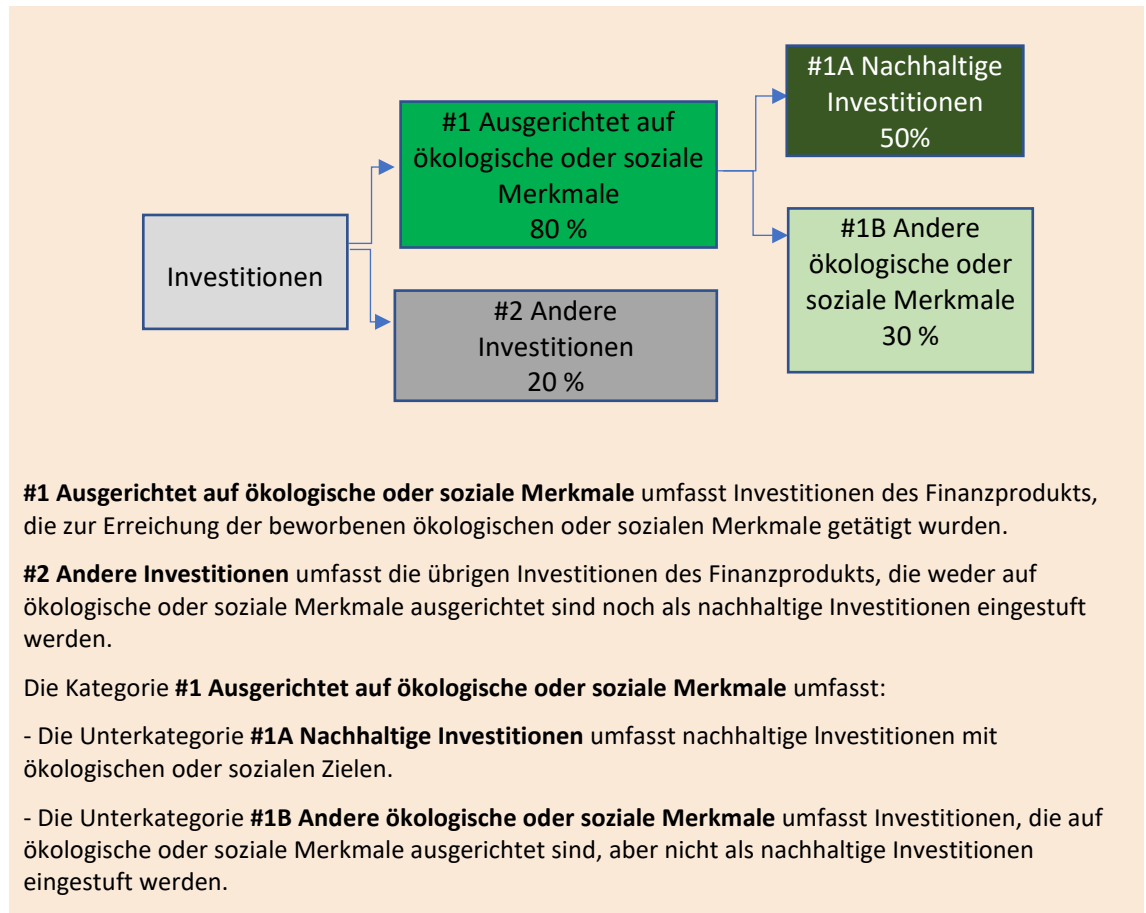 #1A Nachhaltige
Investitionen
50%
#1 Ausgerichtet auf
ökologische oder soziale
Merkmale
80 %
#1B Andere
ökologische oder
soziale Merkmale
30 %
Investitionen
#2 Andere
Investitionen
20 %
#1 Ausgerichtet auf ökologische oder soziale Merkmale umfasst Investitionen des Finanzprodukts,
die zur Erreichung der beworbenen ökologischen oder sozialen Merkmale getätigt wurden.
#2 Andere Investitionen umfasst die übrigen Investitionen des Finanzprodukts, die weder auf
ökologische oder soziale Merkmale ausgerichtet sind noch als nachhaltige Investitionen eingestuft
werden.
Die Kategorie #1 Ausgerichtet auf ökologische oder soziale Merkmale umfasst:
- Die Unterkategorie #1A Nachhaltige Investitionen umfasst nachhaltige lnvestitionen mit
ökologischen oder sozialen Zielen.
- Die Unterkategorie #1B Andere ökologische oder soziale Merkmale umfasst Investitionen, die auf
ökologische oder soziale Merkmale ausgerichtet sind, aber nicht als nachhaltige Investitionen
eingestuft werden.